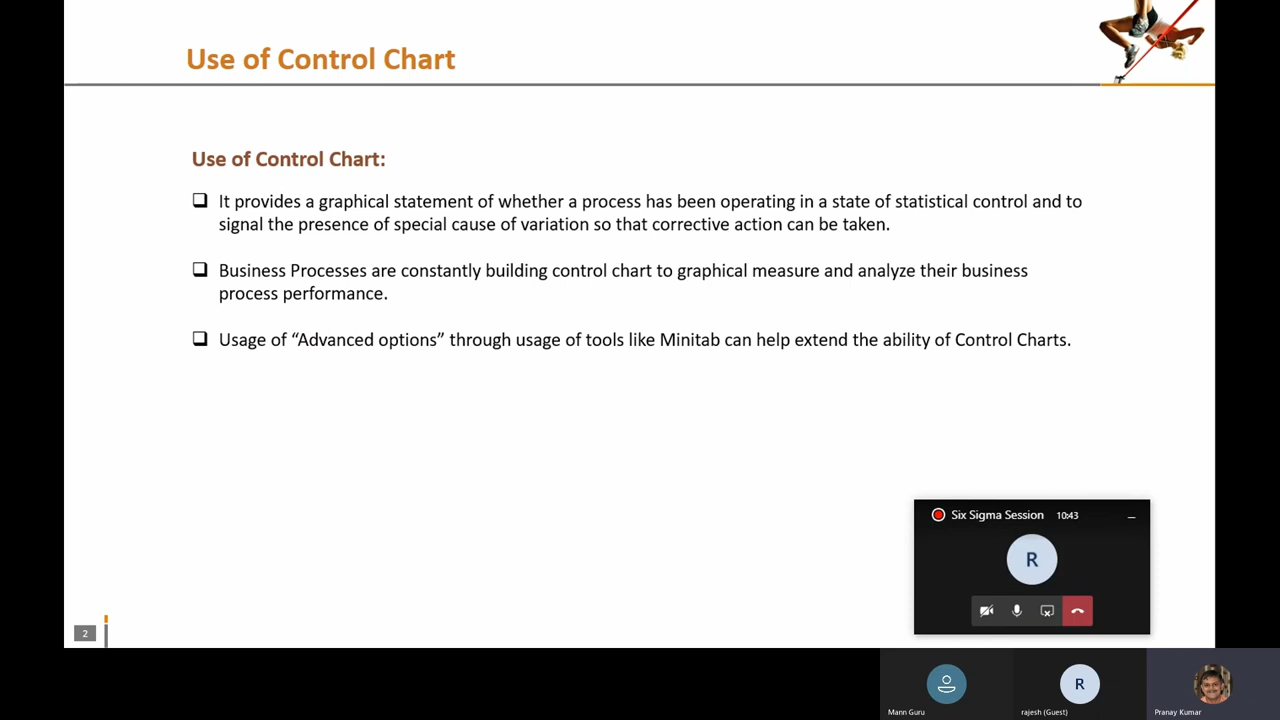 Use of Control Chart
Use of Control Chart:
It provides a graphical statement of whether a process has been operating in a state of statistical control and to
signal the presence of special cause of variation so that corrective action can be taken.
Business Processes are constantly building control chart to graphical measure and analyze their business
process performance.
Usage of “Advanced options” through usage of tools like Minitab can help extend the ability of Control Charts.
Six Sigma Session 10:43
R
2
R
Mann Guru
rajesh (Guest)
Pranay Kumar